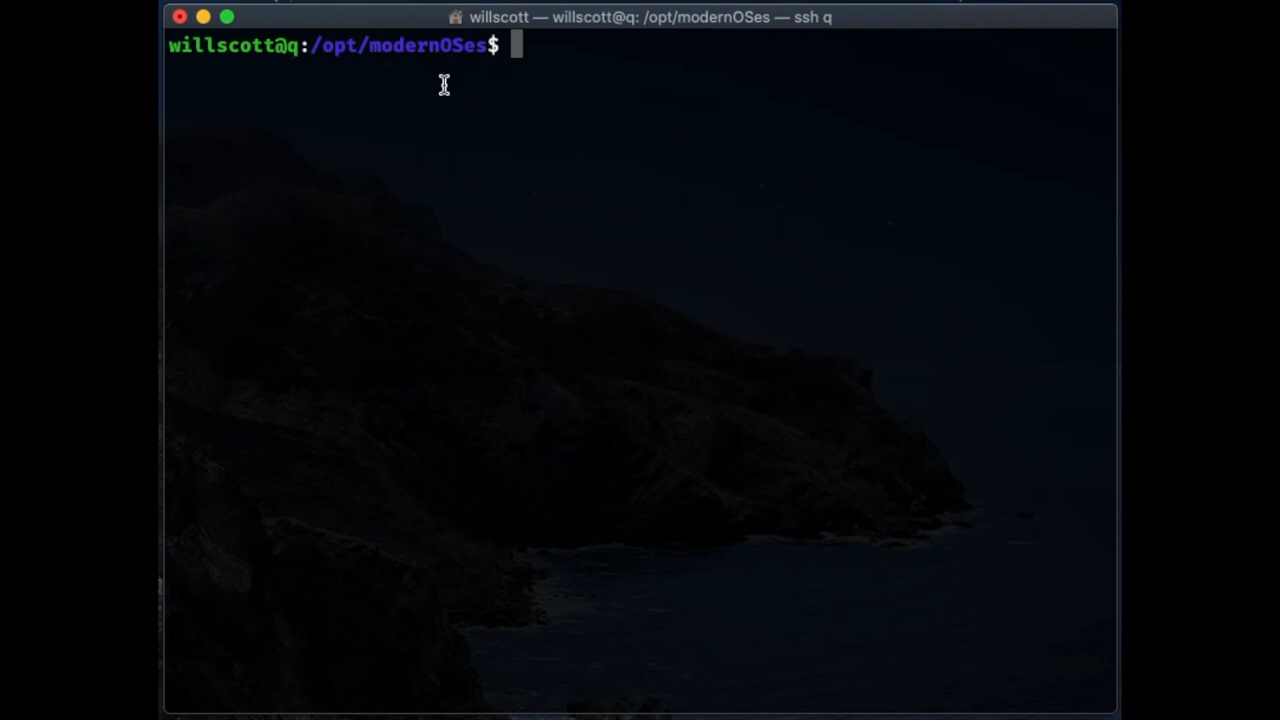 willscott — willscott@q: /opt/modernOSes — ssh q
willscott@q:/opt/modernOSes$